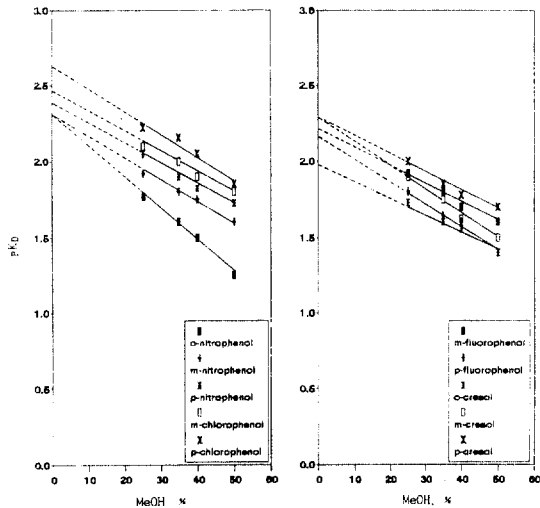 3.0
2.5
2.0
1.5
1.0
0.5
0.0
0 10 20 30 40 50 60
MeOH %
o-nitrophenol
m-nitrophenol
p-nitrophenol
m-chlorophenol
p-chlorophenol
3.0
2.5
2.0
1.5
1.0
0.5
0.0
0 10 20 30 40 50 60
MeOH, %
m-fluorophenol
p-fluorophenol
o-cresol
m-cresol
p-cresol